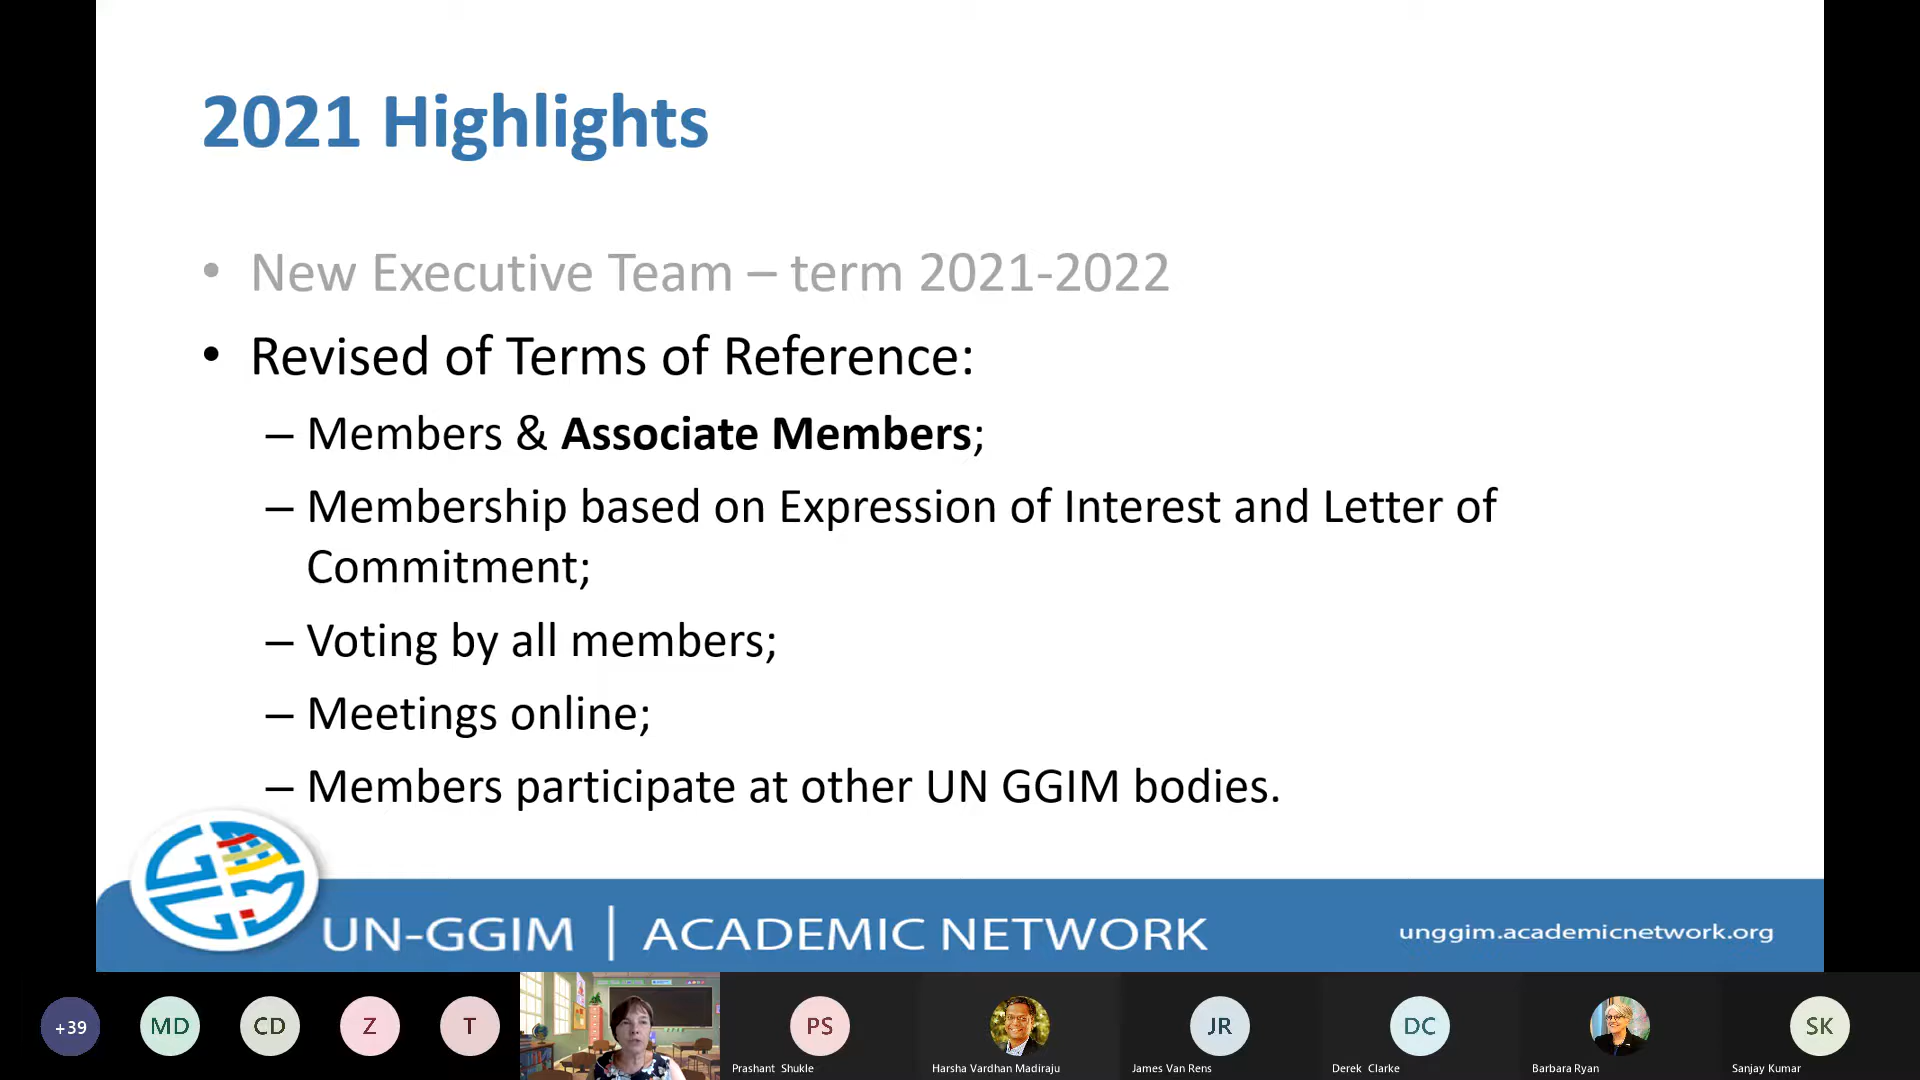 2021 Highlights
• New Executive Team – term 2021-2022
• Revised of Terms of Reference:
– Members & Associate Members;
– Membership based on Expression of Interest and Letter of
Commitment;
– Voting by all members;
– Meetings online;
– Members participate at other UN GGIM bodies.
UN-GGIM | ACADEMIC NETWORK
unggim.academicnetwork.org
+39
MD
CD
Z
T
PS
JR
DC
SK
Prashant Shukle
Harsha Vardhan Madiraju
James Van Rens
Derek Clarke
Barbara Ryan
Sanjay Kumar